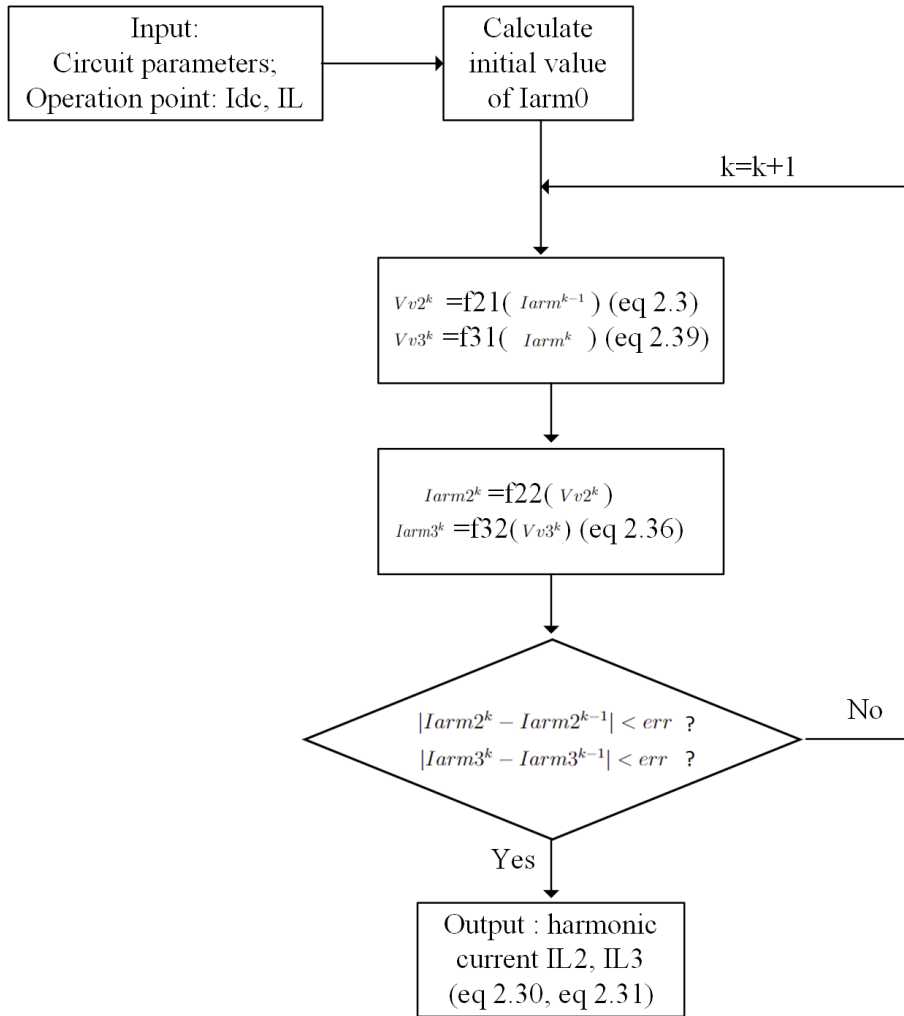 Input:
Circuit parameters;
Operation point: Idc, IL
Calculate
initial value
of Iarm0
k=k+1
Vv2^k =f21( Iarm^{k-1} ) (eq 2.3)
Vv3^k =f31( Iarm^k ) (eq 2.39)
Iarm2^k =f22( Vv2^k )
Iarm3^k =f32( Vv3^k ) (eq 2.36)
|Iarm2^k − Iarm2^{k−1}| < err ?
|Iarm3^k − Iarm3^{k−1}| < err ?
No
Yes
Output : harmonic
current IL2, IL3
(eq 2.30, eq 2.31)